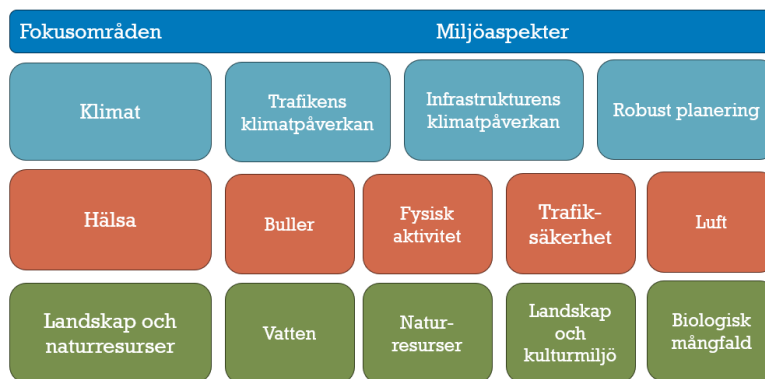 Fokusområden Miljöaspekter
Klimat
Trafikens
klimatpåverkan
Infrastrukturens
klimatpåverkan
Robust planering
Hälsa
Buller
Fysisk
aktivitet
Trafik-
säkerhet
Luft
Landskap och
naturresurser
Vatten
Natur-
resurser
Landskap
och
kulturmiljö
Biologisk
mångfald